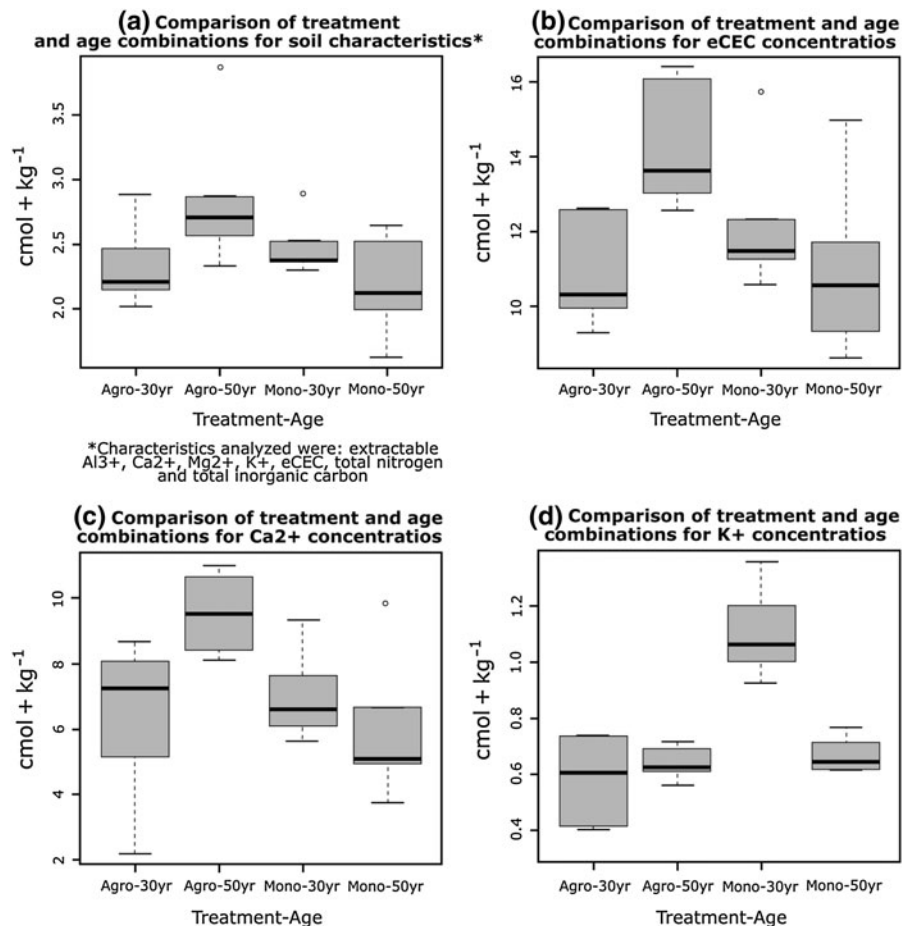 (a) Comparison of treatment
and age combinations for soil characteristics*
3.5
3.0
2.5
2.0
cmol + kg⁻¹
Agro-30yr Agro-50yr Mono-30yr Mono-50yr
Treatment-Age
*Characteristics analyzed were: extractable
Al3+, Ca2+, Mg2+, K+, eCEC, total nitrogen
and total inorganic carbon
(b) Comparison of treatment and age
combinations for eCEC concentratios
16
14
12
10
cmol + kg⁻¹
Agro-30yr Agro-50yr Mono-30yr Mono-50yr
Treatment-Age
(c) Comparison of treatment and age
combinations for Ca2+ concentratios
10
8
6
4
2
cmol + kg⁻¹
Agro-30yr Agro-50yr Mono-30yr Mono-50yr
Treatment-Age
(d) Comparison of treatment and age
combinations for K+ concentratios
1.2
1.0
0.8
0.6
0.4
cmol + kg⁻¹
Agro-30yr Agro-50yr Mono-30yr Mono-50yr
Treatment-Age